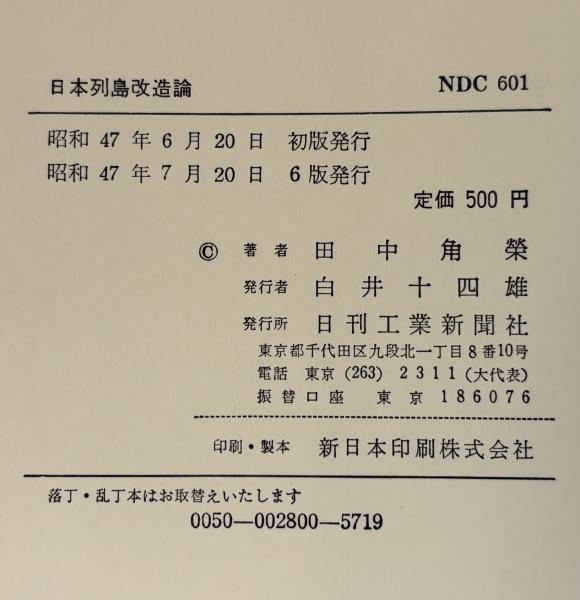 日本列島改造論 NDC 601
昭和 47 年 6 月 20 日 初版発行
昭和 47 年 7 月 20 日 6 版発行
定価 500 円
© 著者 田中角榮
発行者 白井十四雄
発行所 日刊工業新聞社
東京都千代田区九段北一丁目8番10号
電話 東京 (263) 2311 (大代表)
振替口座 東京 186076
印刷・製本 新日本印刷株式会社
落丁・乱丁本はお取替えいたします
0050—002800—5719